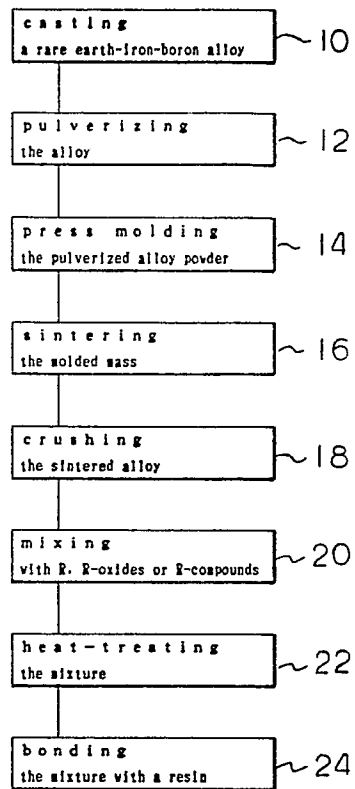 casting
a rare earth-iron-boron alloy
10
pulverizing
the alloy
12
press molding
the pulverized alloy powder
14
sintering
the molded mass
16
crushing
the sintered alloy
18
mixing
with R, R-oxides or R-compounds
20
heat-treating
the mixture
22
bonding
the mixture with a resin
24